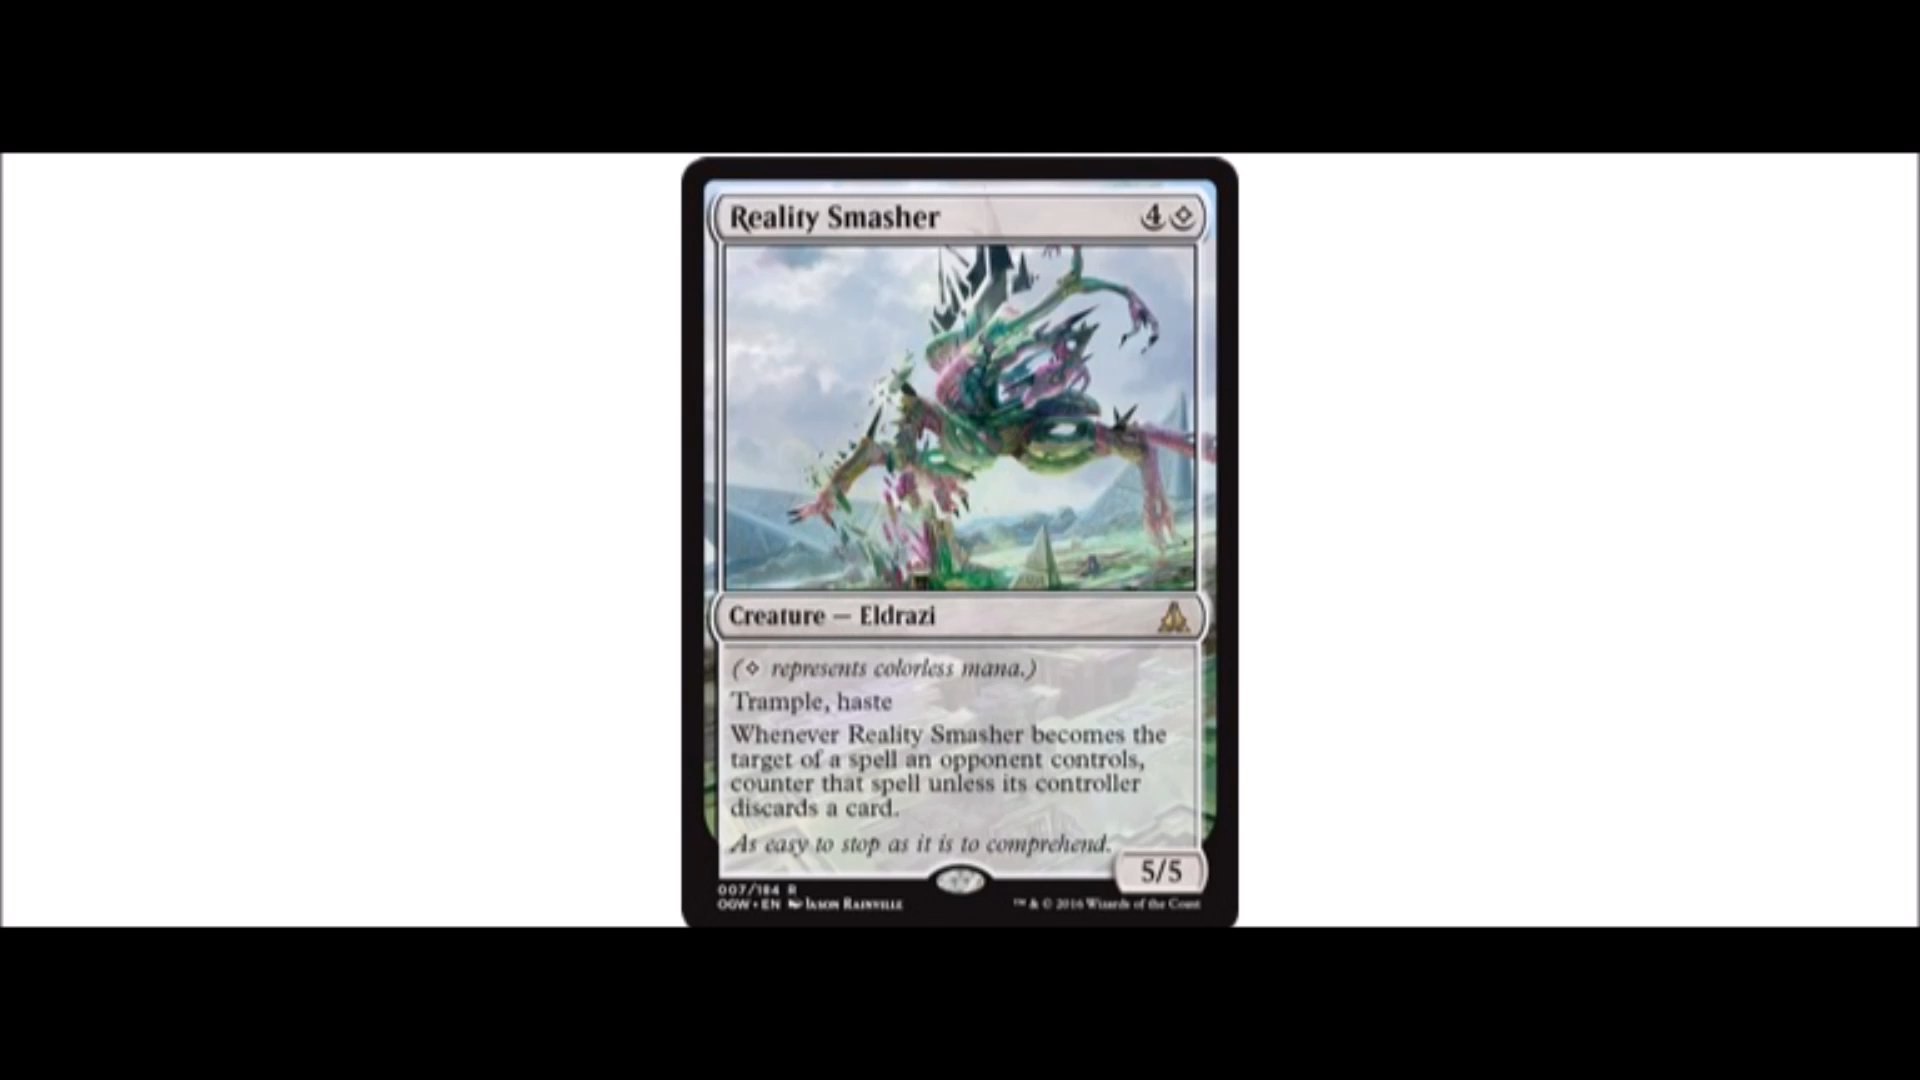 Reality Smasher 4
Creature — Eldrazi
( represents colorless mana.)
Trample, haste
Whenever Reality Smasher becomes the
target of a spell an opponent controls,
counter that spell unless its controller
discards a card.
As easy to stop as it is to comprehend.
5/5
007/184 R
OGW • EN Jason Rainville
™ & © 2016 Wizards of the Coast